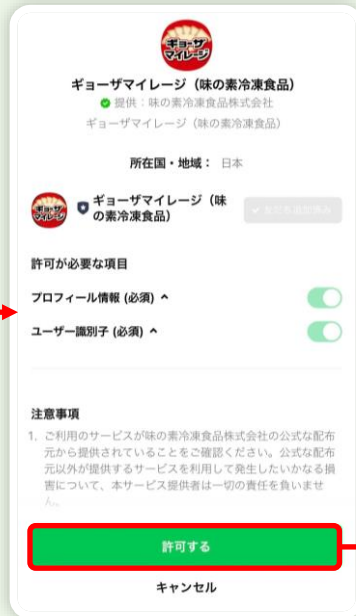 ギョーザ
マイレージ
ギョーザマイレージ（味の素冷凍食品）
提供：味の素冷凍食品株式会社
ギョーザマイレージ（味の素冷凍食品）
所在国・地域： 日本
ギョーザ
マイレージ
ギョーザマイレージ（味
の素冷凍食品）
許可が必要な項目
プロフィール情報 (必須) ^
ユーザー識別子 (必須) ^
注意事項
1. ご利用のサービスが味の素冷凍食品株式会社の公式な配布
元から提供されていることをご確認ください。公式な配布
元以外が提供するサービスを利用して発生したいかなる損
害について、本サービス提供者は一切の責任を負いませ
ん。
許可する
キャンセル